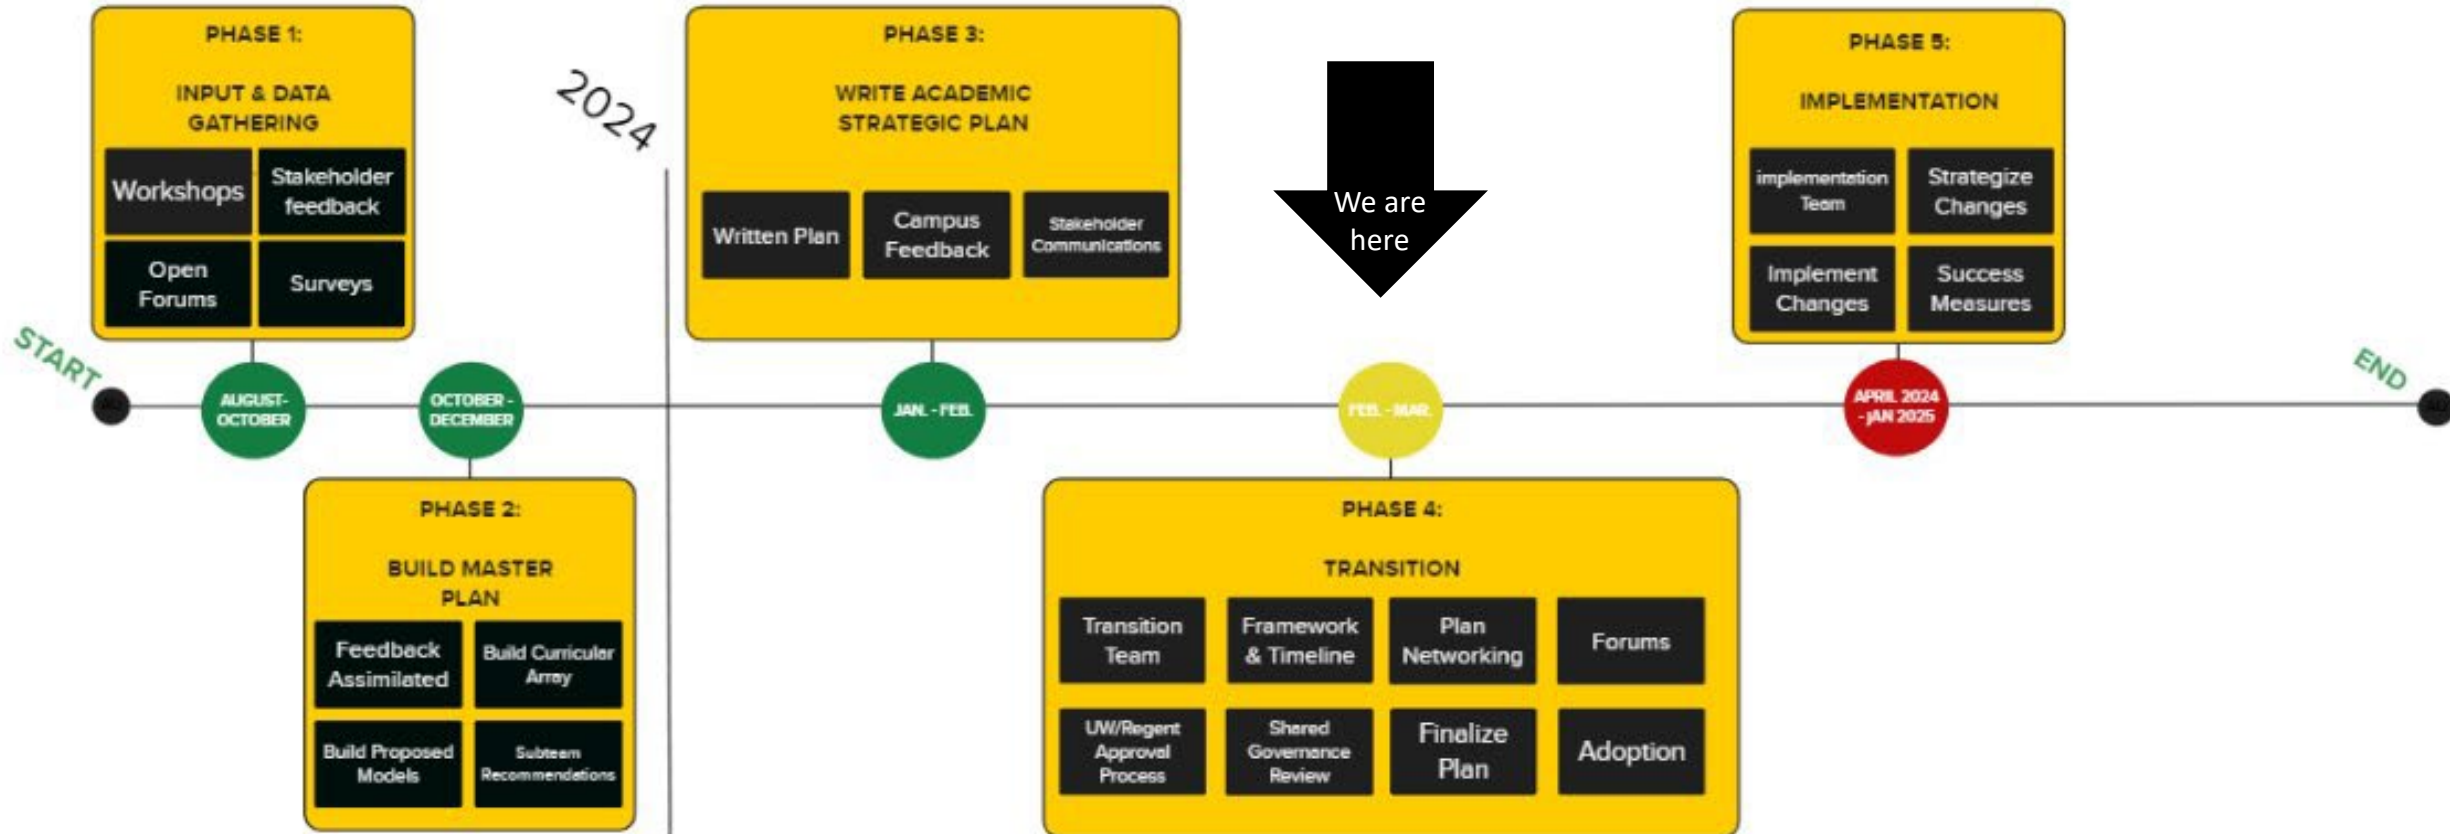 PHASE 1:
INPUT & DATA
GATHERING
Workshops
Stakeholder
feedback
Open
Forums
Surveys
2024
PHASE 3:
WRITE ACADEMIC
STRATEGIC PLAN
Written Plan
Campus
Feedback
Stakeholder
Communications
We are
here
PHASE 5:
IMPLEMENTATION
implementation
Team
Strategize
Changes
Implement
Changes
Success
Measures
START
AUGUST-
OCTOBER
OCTOBER -
DECEMBER
JAN. - FEB.
FEB. - MAR.
APRIL 2024
- jAN 2025
END
PHASE 2:
BUILD MASTER
PLAN
Feedback
Assimilated
Build Curricular
Array
Build Proposed
Models
Subteam
Recommendations
PHASE 4:
TRANSITION
Transition
Team
Framework
& Timeline
Plan
Networking
Forums
UW/Regent
Approval
Process
Shared
Governance
Review
Finalize
Plan
Adoption